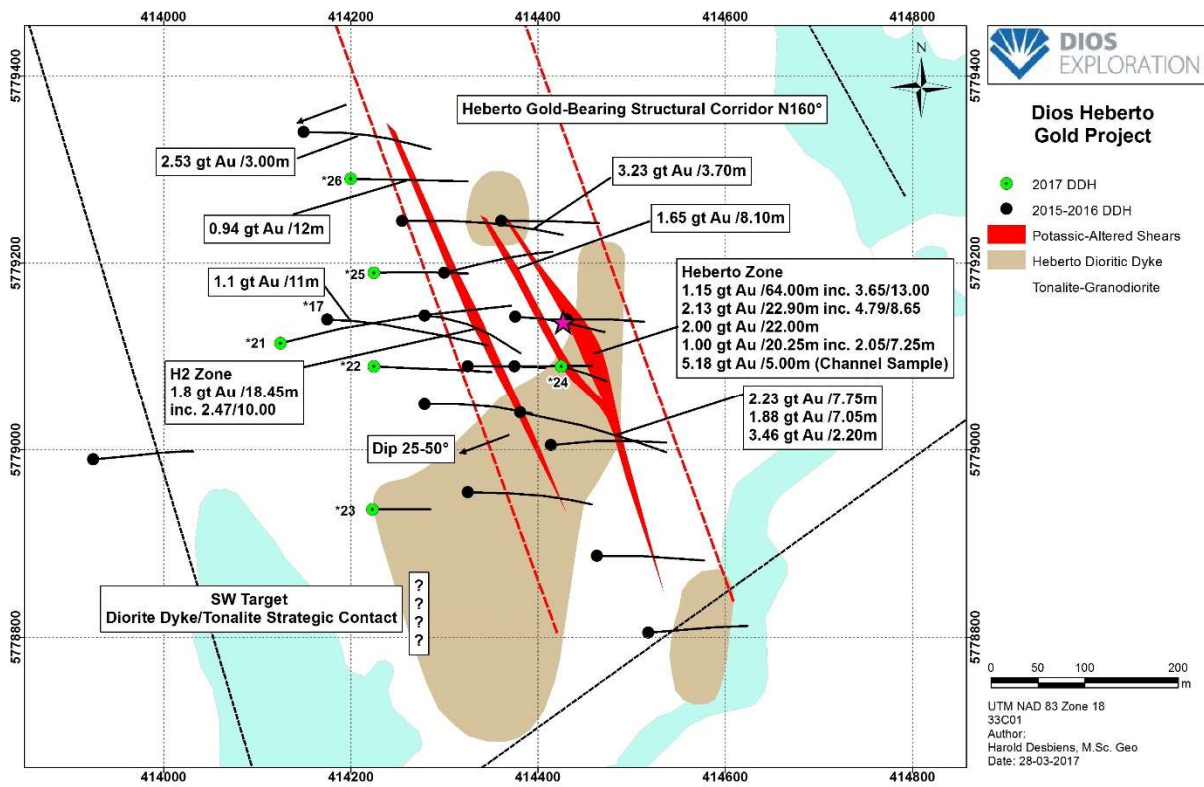 414000 414200 414400 414600 414800
5779400
5779200
5779000
5778800
Heberto Gold-Bearing Structural Corridor N160°
N
2.53 gt Au /3.00m
*26
0.94 gt Au /12m
3.23 gt Au /3.70m
1.65 gt Au /8.10m
*25
1.1 gt Au /11m
*17
*21
*22
H2 Zone
1.8 gt Au /18.45m
inc. 2.47/10.00
Heberto Zone
1.15 gt Au /64.00m inc. 3.65/13.00
2.13 gt Au /22.90m inc. 4.79/8.65
2.00 gt Au /22.00m
1.00 gt Au /20.25m inc. 2.05/7.25m
5.18 gt Au /5.00m (Channel Sample)
*24
2.23 gt Au /7.75m
1.88 gt Au /7.05m
3.46 gt Au /2.20m
Dip 25-50°
*23
SW Target
Diorite Dyke/Tonalite Strategic Contact
?
?
?
?
5779400
5779200
5779000
5778800
414000 414200 414400 414600 414800
DIOS
EXPLORATION
Dios Heberto
Gold Project
2017 DDH
2015-2016 DDH
Potassic-Altered Shears
Heberto Dioritic Dyke
Tonalite-Granodiorite
0 50 100 200
m
UTM NAD 83 Zone 18
33C01
Author:
Harold Desbiens, M.Sc. Geo
Date: 28-03-2017